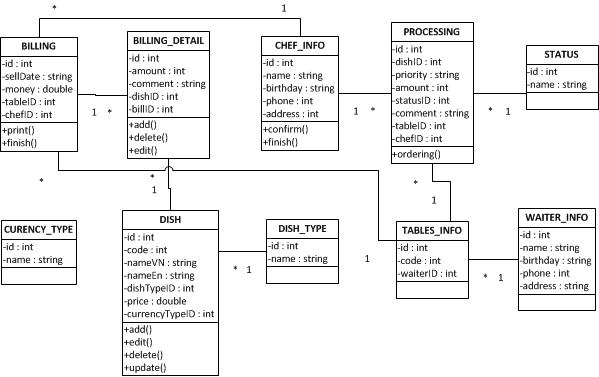 * 1
BILLING
-id : int
-sellDate : string
-money : double
-tableID : int
-chefID : int
+print()
+finish()
1 *
BILLING_DETAIL
-id : int
-amount : int
-comment : string
-dishID : int
-billID : int
+add()
+delete()
+edit()
CHEF_INFO
-id : int
-name : string
-birthday : string
-phone : int
-address : int
+confirm()
+finish()
1 *
PROCESSING
-id : int
-dishID : int
-priority : string
-amount : int
-statusID : int
-comment : string
-tableID : int
-chefID : int
+ordering()
* 1
STATUS
-id : int
-name : string
*
*
1
*
1
CURENCY_TYPE
-id : int
-name : string
DISH
-id : int
-code : int
-nameVN : string
-nameEn : string
-dishTypeID : int
-price : double
-currencyTypeID : int
+add()
+edit()
+delete()
+update()
* 1
DISH_TYPE
-id : int
-name : string
1
TABLES_INFO
-id : int
-code : int
-waiterID : int
* 1
WAITER_INFO
-id : int
-name : string
-birthday : string
-phone : int
-address : string